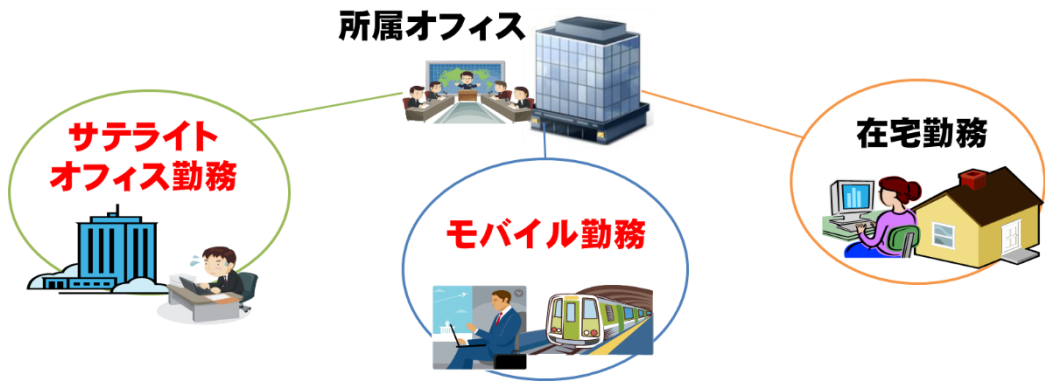 所属オフィス
サテライト
オフィス勤務
モバイル勤務
在宅勤務